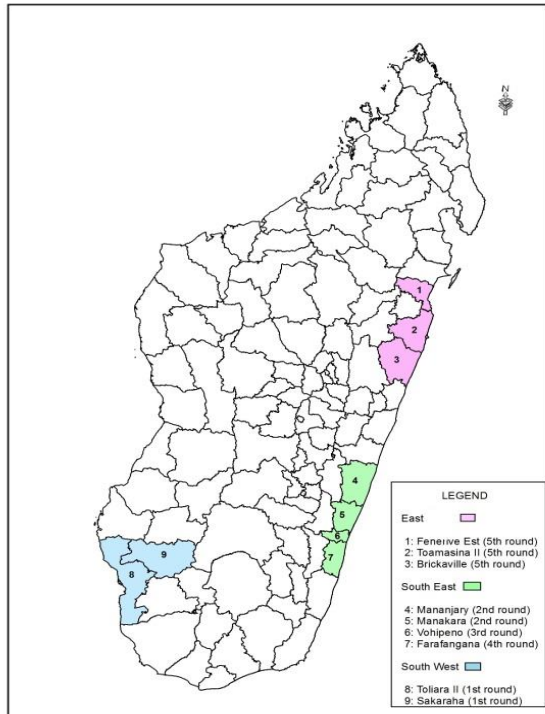 N
1
2
3
4
5
6
7
9
8
LEGEND
East
1: Fenerive Est (5th round)
2: Toamasina II (5th round)
3: Brickaville (5th round)
South East
4: Mananjary (2nd round)
5: Manakara (2nd round)
6: Vohipeno (3rd round)
7: Farafangana (4th round)
South West
8: Toliara II (1st round)
9: Sakaraha (1st round)